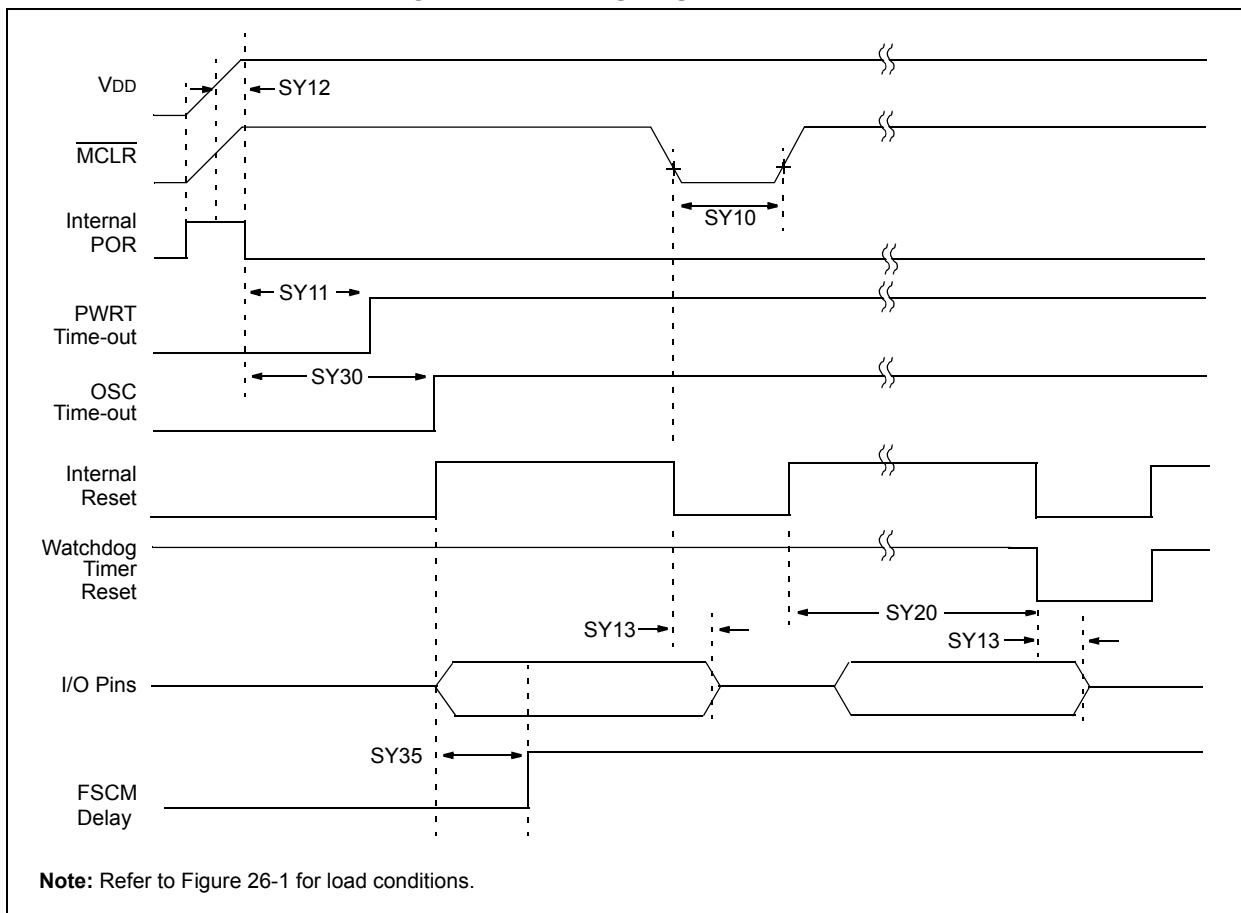 VDD
SY12
MCLR
SY10
Internal
POR
SY11
PWRT
Time-out
SY30
OSC
Time-out
Internal
Reset
Watchdog
Timer
Reset
SY20
SY13
SY13
I/O Pins
SY35
FSCM
Delay
Note: Refer to Figure 26-1 for load conditions.